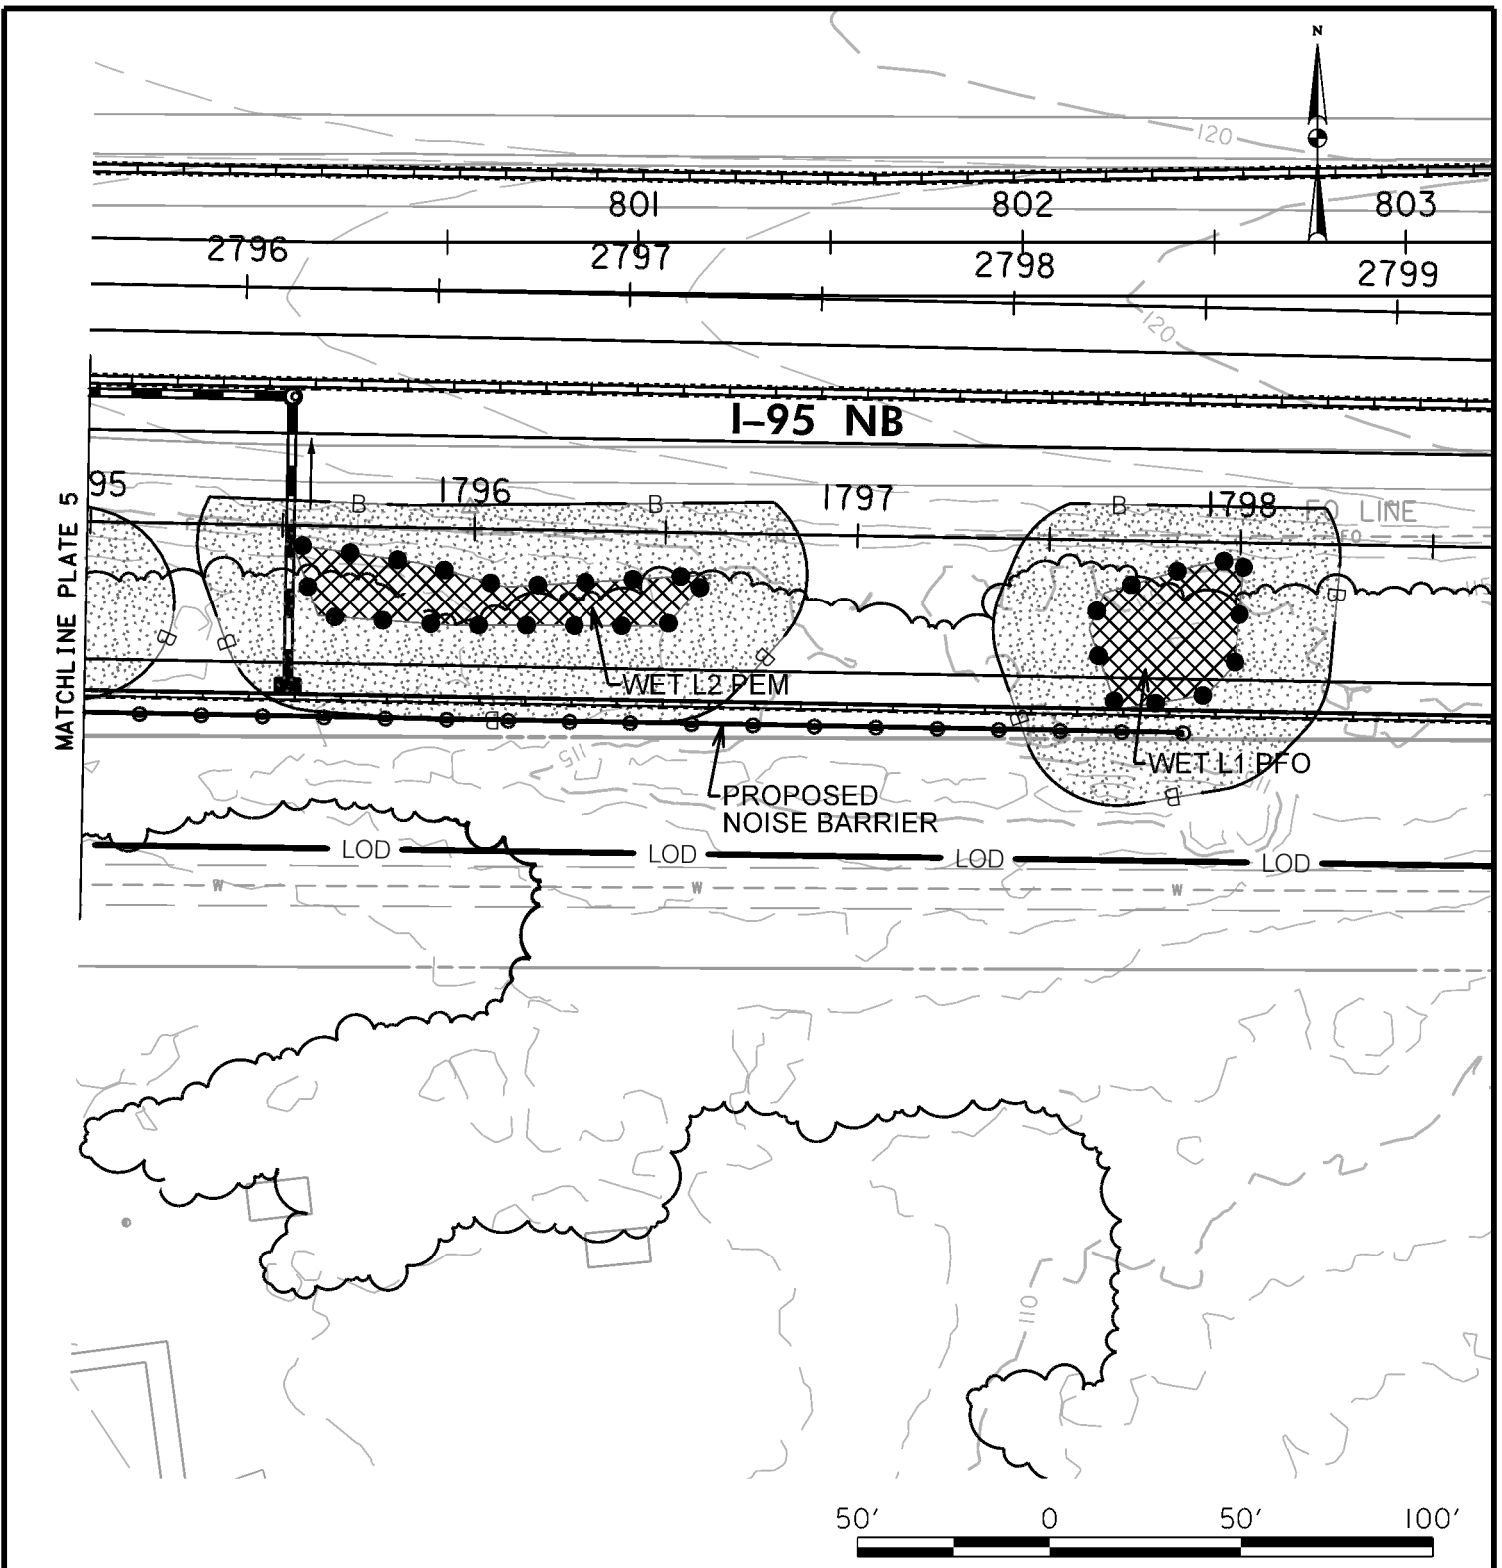 N
120
801 802 803
2796 2797 2798 2799
120
I-95 NB
MATCHLINE PLATE 5
95 1796 1797 1798
B B B
FO LINE
FO
B B B B
WET L2 PEM
B B
WET L1 PFO
115
PROPOSED
NOISE BARRIER
B
LOD LOD LOD LOD
W W W
110
50' 0 50' 100'